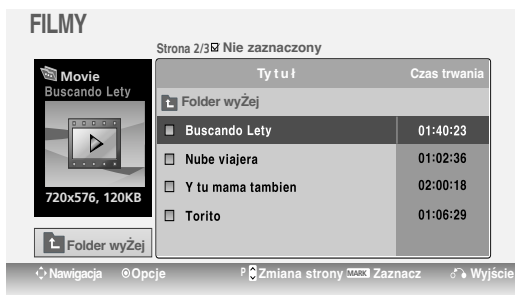 FILMY
Strona 2/3 Nie zaznaczony
Movie
Buscando Lety
720x576, 120KB
Folder wyŻej
Tytuł Czas trwania
Folder wyŻej
Buscando Lety 01:40:23
Nube viajera 01:02:36
Y tu mama tambien 02:00:18
Torito 01:06:29
Nawigacja Opcje P Zmiana strony MARK Zaznacz Wyjście